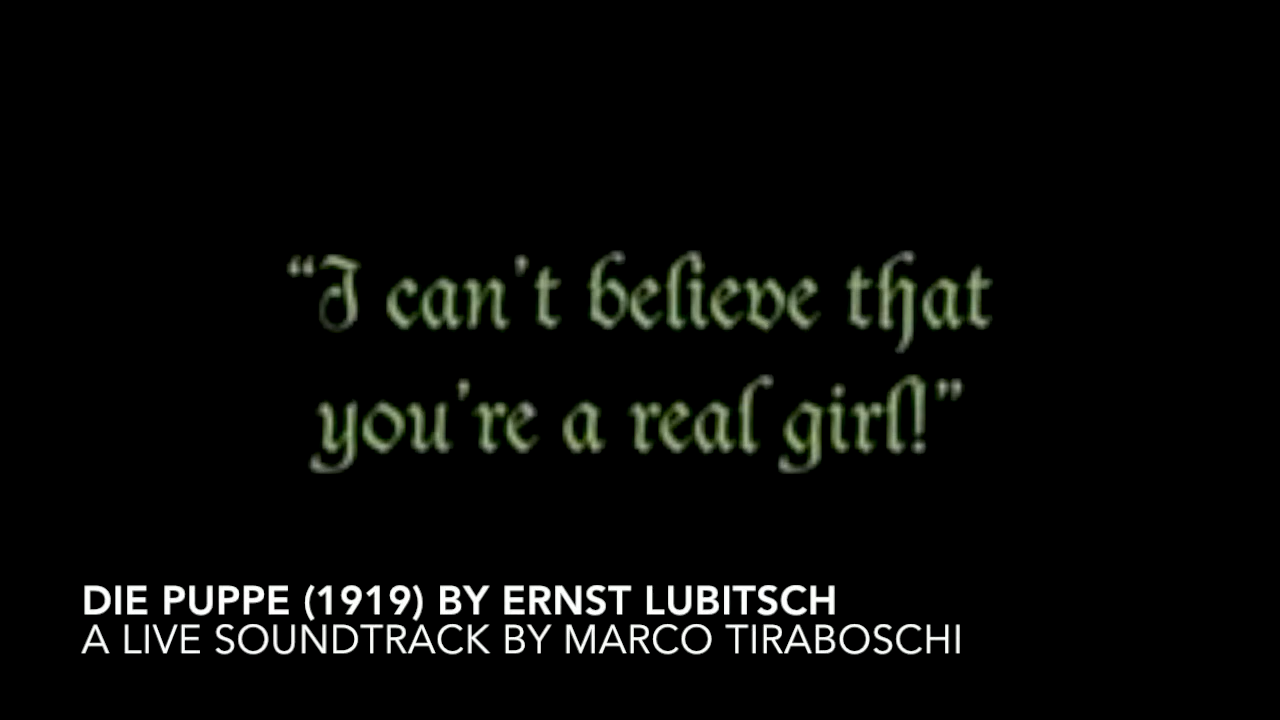 “I can’t believe that
you’re a real girl!”
DIE PUPPE (1919) BY ERNST LUBITSCH
A LIVE SOUNDTRACK BY MARCO TIRABOSCHI